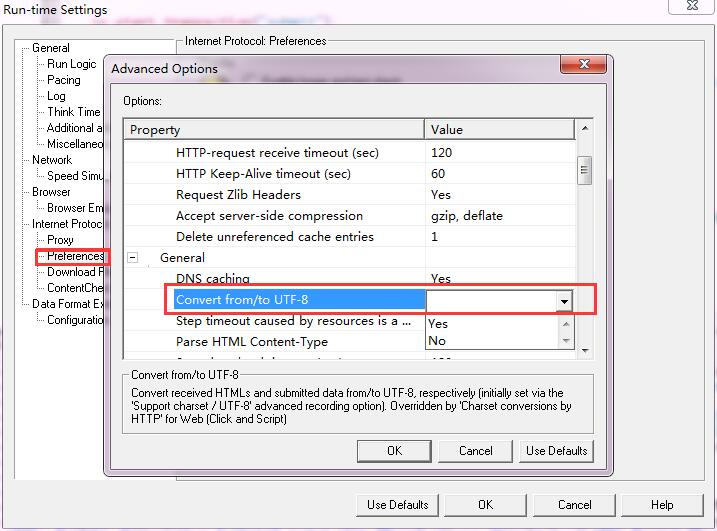 Run-time Settings
General
Run Logic
Pacing
Log
Think Time
Additional a
Miscellaneo
Network
Speed Simu
Browser
Browser Em
Internet Protoc
Proxy
Preferences
Download F
ContentChe
Data Format Ex
Configuratio
Internet Protocol: Preferences
Advanced Options
Options:
Property Value
HTTP-request receive timeout (sec) 120
HTTP Keep-Alive timeout (sec) 60
Request Zlib Headers Yes
Accept server-side compression gzip, deflate
Delete unreferenced cache entries 1
General
DNS caching Yes
Convert from/to UTF-8
Yes
No
Step timeout caused by resources is a ...
Parse HTML Content-Type
Convert from/to UTF-8
Convert received HTMLs and submitted data from/to UTF-8, respectively (initially set via the
'Support charset / UTF-8' advanced recording option). Overridden by 'Charset conversions by
HTTP' for Web (Click and Script)
OK Cancel Use Defaults
Use Defaults OK Cancel Help